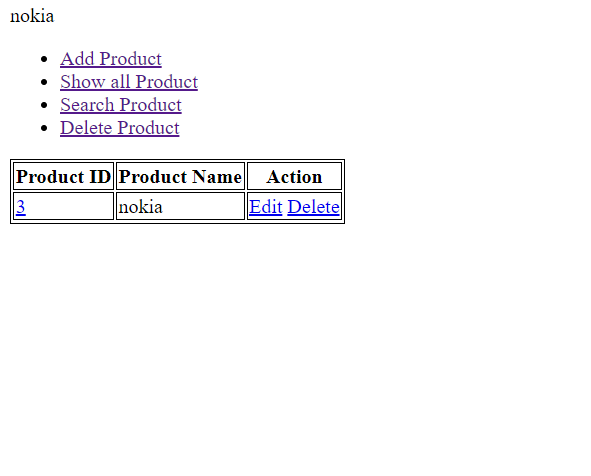 nokia
Add Product
Show all Product
Search Product
Delete Product
Product ID Product Name Action
3 nokia Edit Delete